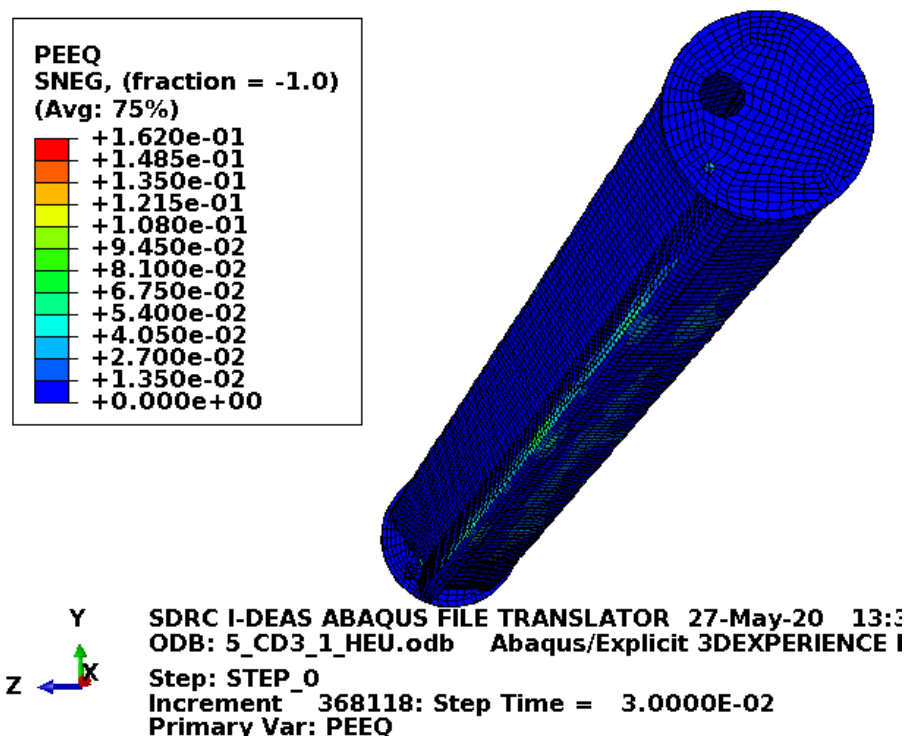 PEEQ
SNEG, (fraction = -1.0)
(Avg: 75%)
+1.620e-01
+1.485e-01
+1.350e-01
+1.215e-01
+1.080e-01
+9.450e-02
+8.100e-02
+6.750e-02
+5.400e-02
+4.050e-02
+2.700e-02
+1.350e-02
+0.000e+00
Y
X
Z
SDRC I-DEAS ABAQUS FILE TRANSLATOR 27-May-20 13:3
ODB: 5_CD3_1_HEU.odb Abaqus/Explicit 3DEXPERIENCE
Step: STEP_0
Increment 368118: Step Time = 3.0000E-02
Primary Var: PEEQ